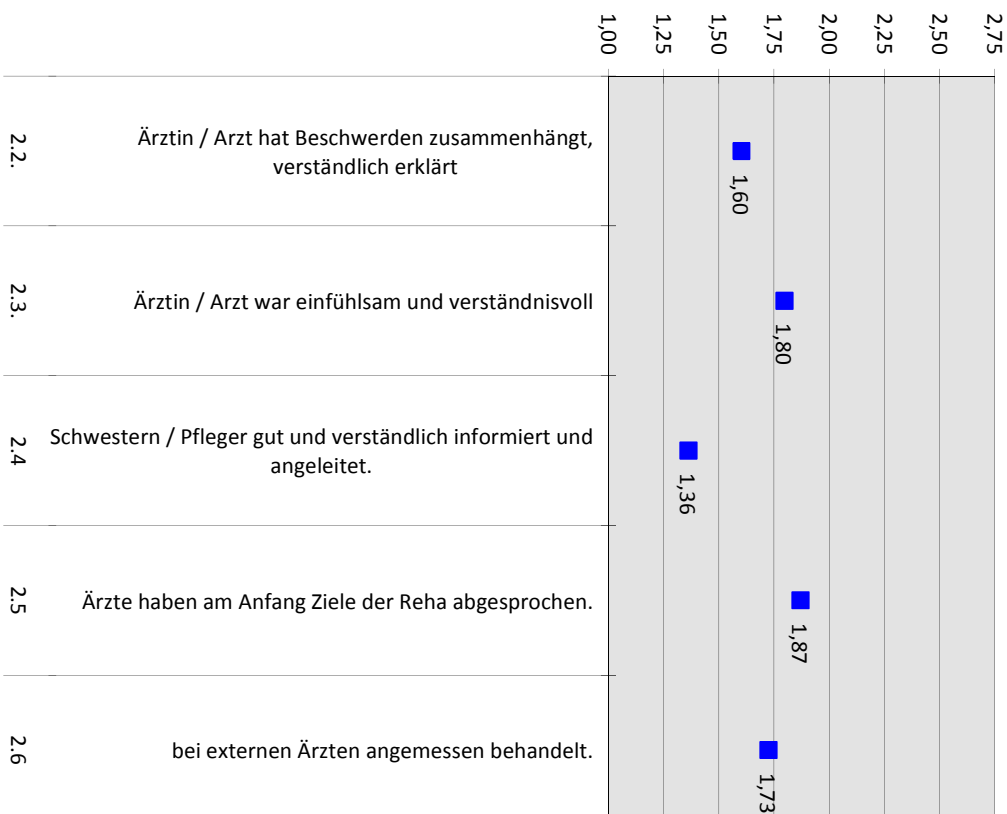 1,00
1,25
1,50
1,75
2,00
2,25
2,50
2,75
2.2.
Ärztin / Arzt hat Beschwerden zusammenhängt,
verständlich erklärt
1,60
2.3.
Ärztin / Arzt war einfühlsam und verständnisvoll
1,80
2.4
Schwestern / Pfleger gut und verständlich informiert und
angeleitet.
1,36
2.5
Ärzte haben am Anfang Ziele der Reha abgesprochen.
1,87
2.6
bei externen Ärzten angemessen behandelt.
1,73